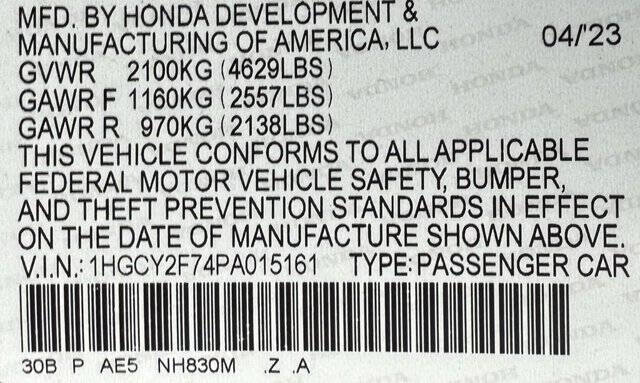 MFD. BY HONDA DEVELOPMENT &
MANUFACTURING OF AMERICA, LLC 04/'23
GVWR 2100KG (4629LBS)
GAWR F 1160KG (2557LBS)
GAWR R 970KG (2138LBS)
THIS VEHICLE CONFORMS TO ALL APPLICABLE
FEDERAL MOTOR VEHICLE SAFETY, BUMPER,
AND THEFT PREVENTION STANDARDS IN EFFECT
ON THE DATE OF MANUFACTURE SHOWN ABOVE.
V.I.N.: 1HGCY2F74PA015161 TYPE: PASSENGER CAR
30B P AE5 NH830M .Z .A